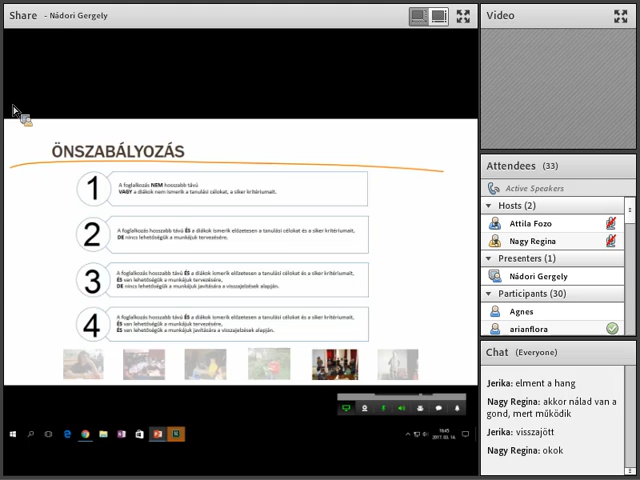 Share - Nádori Gergely
ÖNSZABÁLYOZÁS
1
A foglalkozás NEM hosszabb távú
VAGY a diákok nem ismerik a tanulási célokat, a siker kritériumait.
2
A foglalkozás hosszabb távú ÉS a diákok ismerik előzetesen a tanulási célokat és a siker kritériumait,
DE nincs lehetőségük a munkájuk tervezésére.
3
A foglalkozás hosszabb távú ÉS a diákok ismerik előzetesen a tanulási célokat és a siker kritériumait,
ÉS van lehetőségük a munkájuk tervezésére,
DE nincs lehetőségük a munkájuk javítására a visszajelzések alapján.
4
A foglalkozás hosszabb távú ÉS a diákok ismerik előzetesen a tanulási célokat és a siker kritériumait,
ÉS van lehetőségük a munkájuk tervezésére,
ÉS van lehetőségük a munkájuk javítására a visszajelzések alapján.
16:45
2017. 03. 16.
Video
Attendees (33)
Active Speakers
Hosts (2)
Attila Fozo
Nagy Regina
Presenters (1)
Nádori Gergely
Participants (30)
Agnes
arianflora
Chat (Everyone)
Jerika: elment a hang
Nagy Regina: akkor nálad van a
gond, mert működik
Jerika: visszajött
Nagy Regina: okok